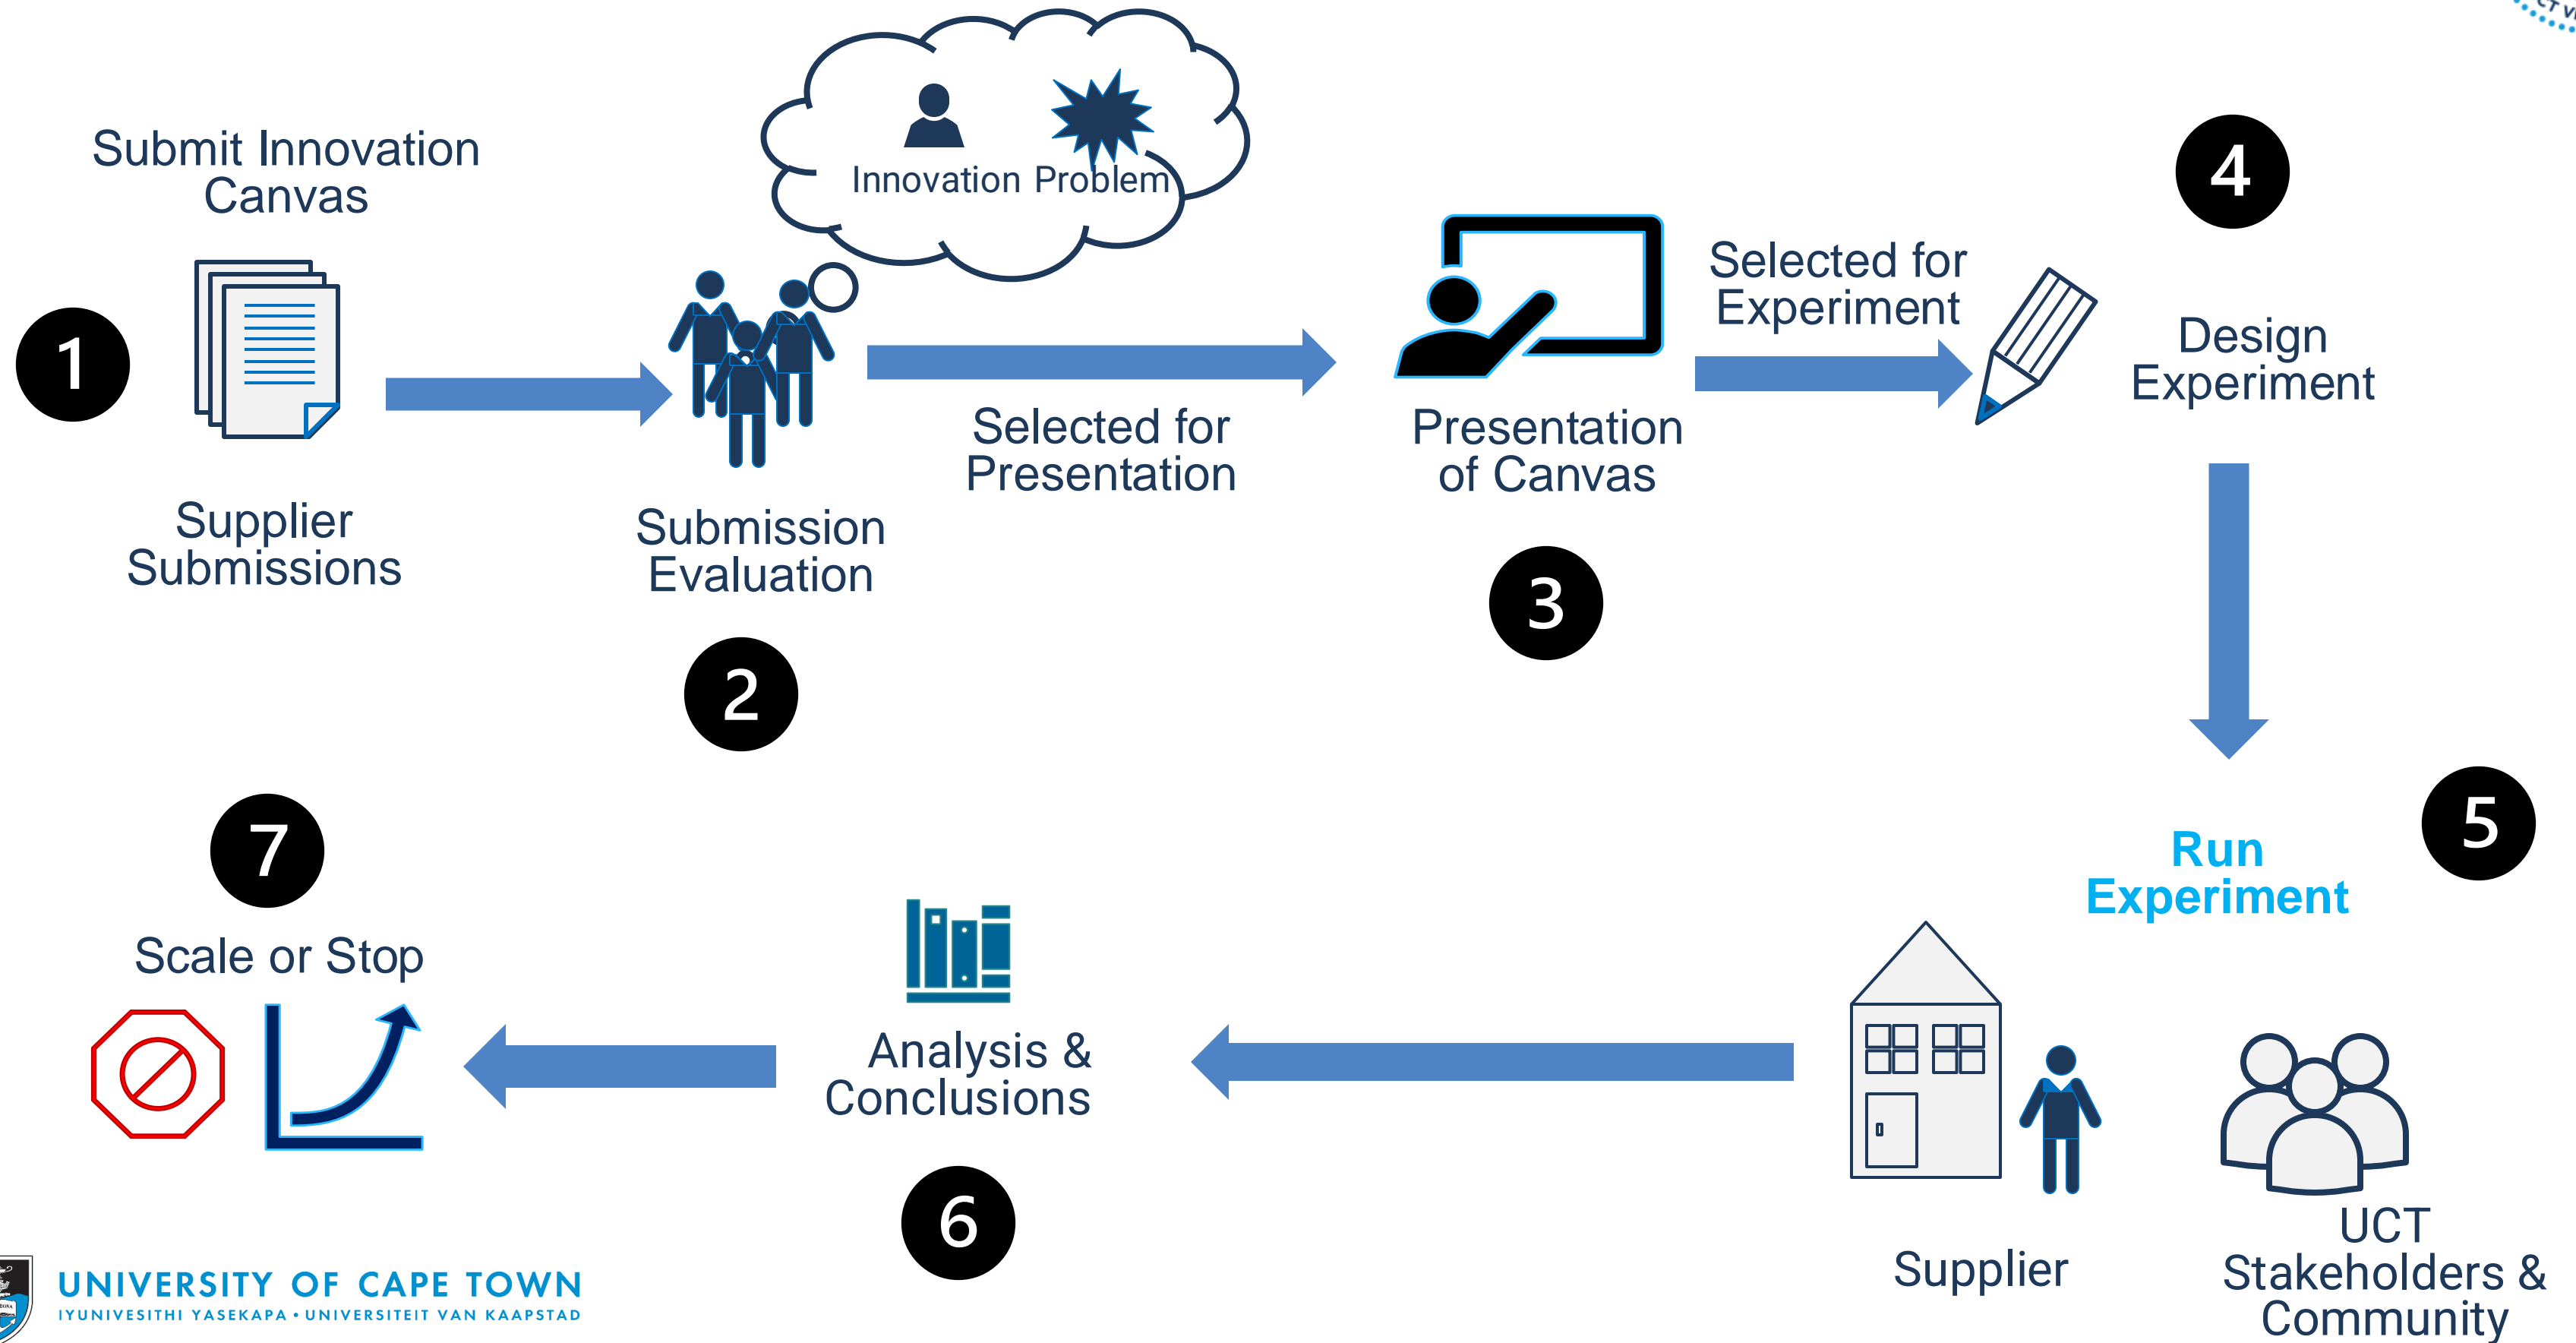 Submit Innovation
Canvas
1
Supplier
Submissions
Innovation Problem
Submission
Evaluation
2
Selected for
Presentation
Presentation
of Canvas
3
Selected for
Experiment
4
Design
Experiment
5
Run
Experiment
Supplier
UCT
Stakeholders &
Community
Analysis &
Conclusions
6
7
Scale or Stop
UNIVERSITY OF CAPE TOWN
IYUNIVESITHI YASEKAPA • UNIVERSITEIT VAN KAAPSTAD